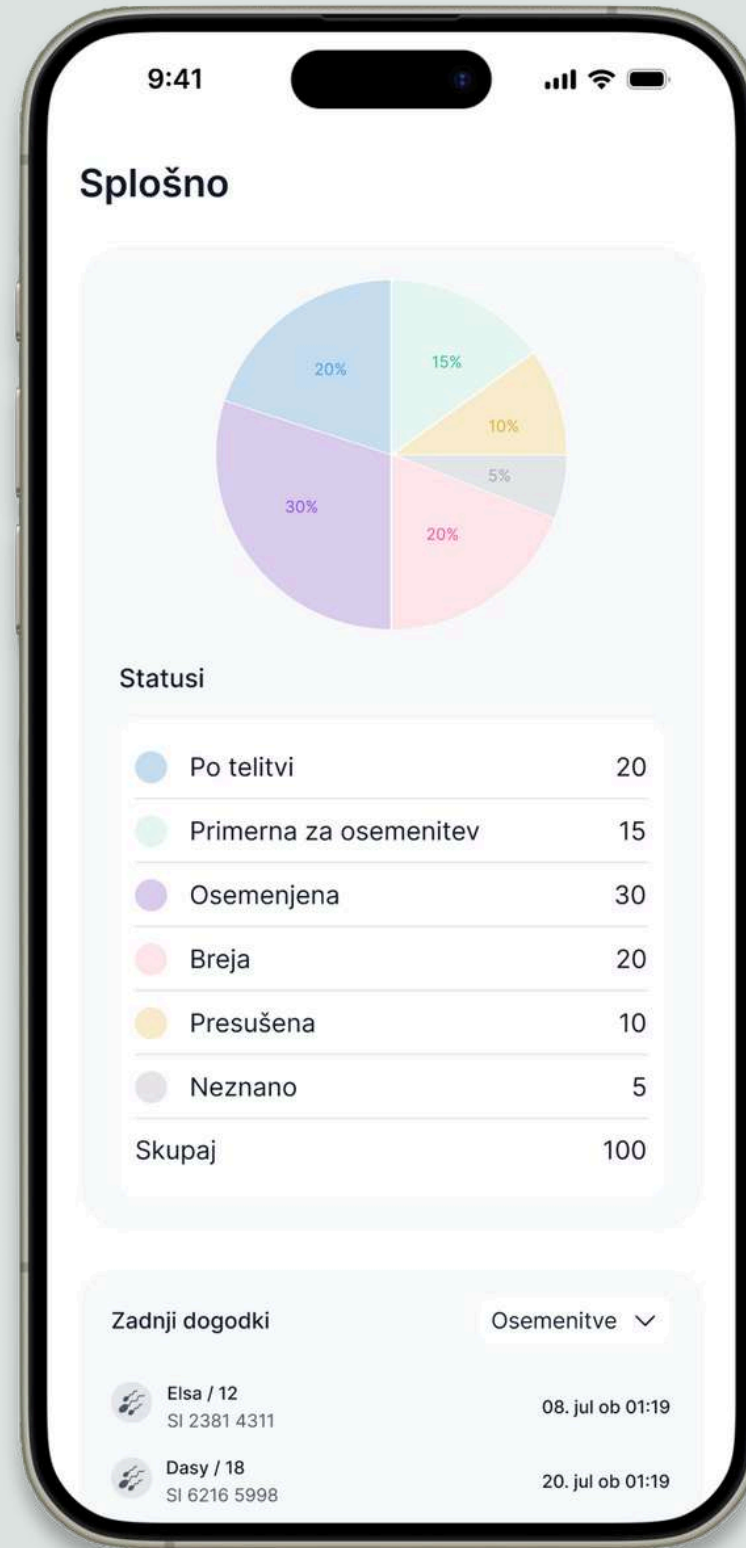 9:41
Splošno
20%
15%
10%
5%
30%
20%
Statusi
Po telitvi 20
Primerna za osemenitev 15
Osemenjena 30
Breja 20
Presušena 10
Neznano 5
Skupaj 100
Zadnji dogodki Osemenitve
Elsa / 12
SI 2381 4311 08. jul ob 01:19
Dasy / 18
SI 6216 5998 20. jul ob 01:19